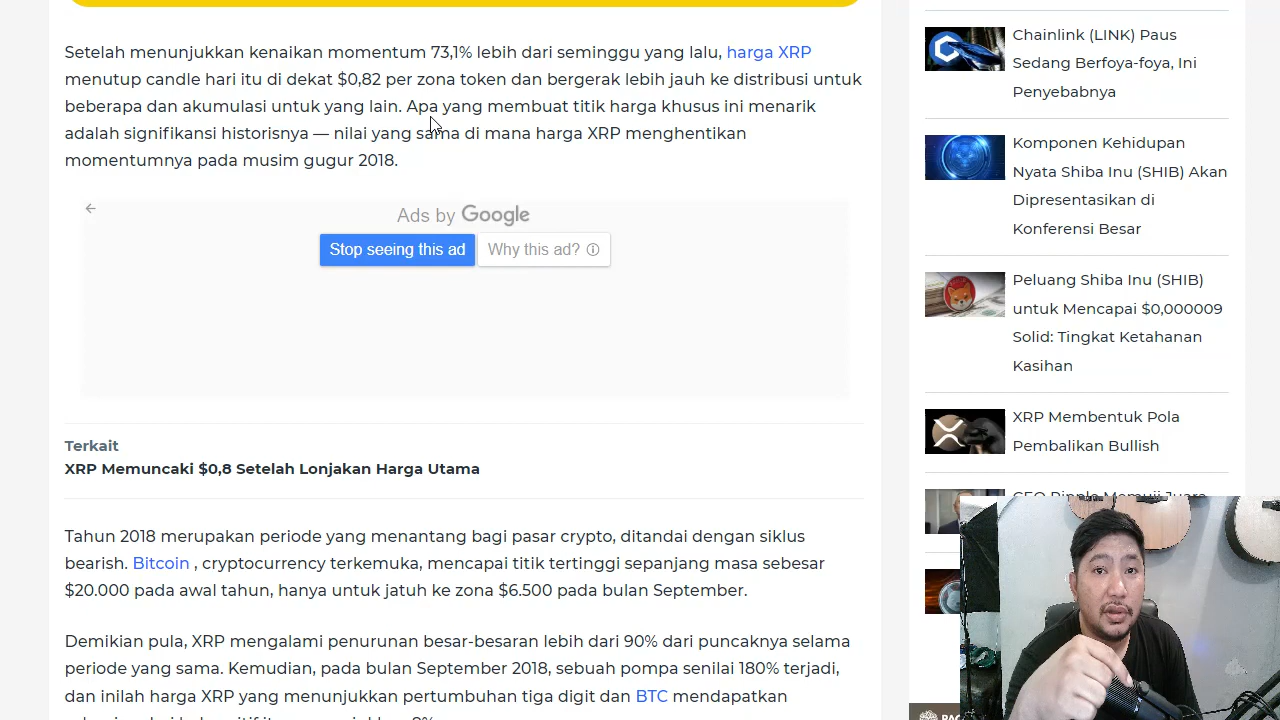 Setelah menunjukkan kenaikan momentum 73,1% lebih dari seminggu yang lalu, harga XRP
menutup candle hari itu di dekat $0,82 per zona token dan bergerak lebih jauh ke distribusi untuk
beberapa dan akumulasi untuk yang lain. Apa yang membuat titik harga khusus ini menarik
adalah signifikansi historisnya — nilai yang sama di mana harga XRP menghentikan
momentumnya pada musim gugur 2018.
Ads by Google
Stop seeing this ad
Why this ad?
Terkait
XRP Memuncaki $0,8 Setelah Lonjakan Harga Utama
Tahun 2018 merupakan periode yang menantang bagi pasar crypto, ditandai dengan siklus
bearish. Bitcoin , cryptocurrency terkemuka, mencapai titik tertinggi sepanjang masa sebesar
$20.000 pada awal tahun, hanya untuk jatuh ke zona $6.500 pada bulan September.
Demikian pula, XRP mengalami penurunan besar-besaran lebih dari 90% dari puncaknya selama
periode yang sama. Kemudian, pada bulan September 2018, sebuah pompa senilai 180% terjadi,
dan inilah harga XRP yang menunjukkan pertumbuhan tiga digit dan BTC mendapatkan
Chainlink (LINK) Paus
Sedang Berfoya-foya, Ini
Penyebabnya
Komponen Kehidupan
Nyata Shiba Inu (SHIB) Akan
Dipresentasikan di
Konferensi Besar
Peluang Shiba Inu (SHIB)
untuk Mencapai $0,000009
Solid: Tingkat Ketahanan
Kasihan
XRP Membentuk Pola
Pembalikan Bullish
CEO Ripple Memuji Juara